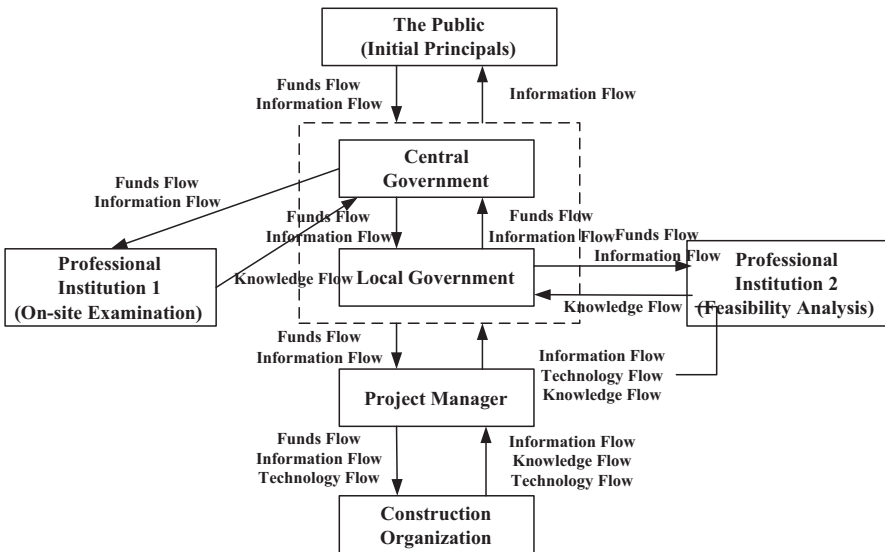 The Public
(Initial Principals)
Funds Flow
Information Flow
Information Flow
Central
Government
Funds Flow
Information Flow
Funds Flow
Information Flow
Funds Flow
Information Flow
Funds Flow
Information Flow
Professional
Institution 1
(On-site Examination)
Knowledge Flow
Local Government
Professional
Institution 2
(Feasibility Analysis)
Knowledge Flow
Funds Flow
Information Flow
Information Flow
Technology Flow
Knowledge Flow
Project Manager
Funds Flow
Information Flow
Technology Flow
Information Flow
Knowledge Flow
Technology Flow
Construction
Organization